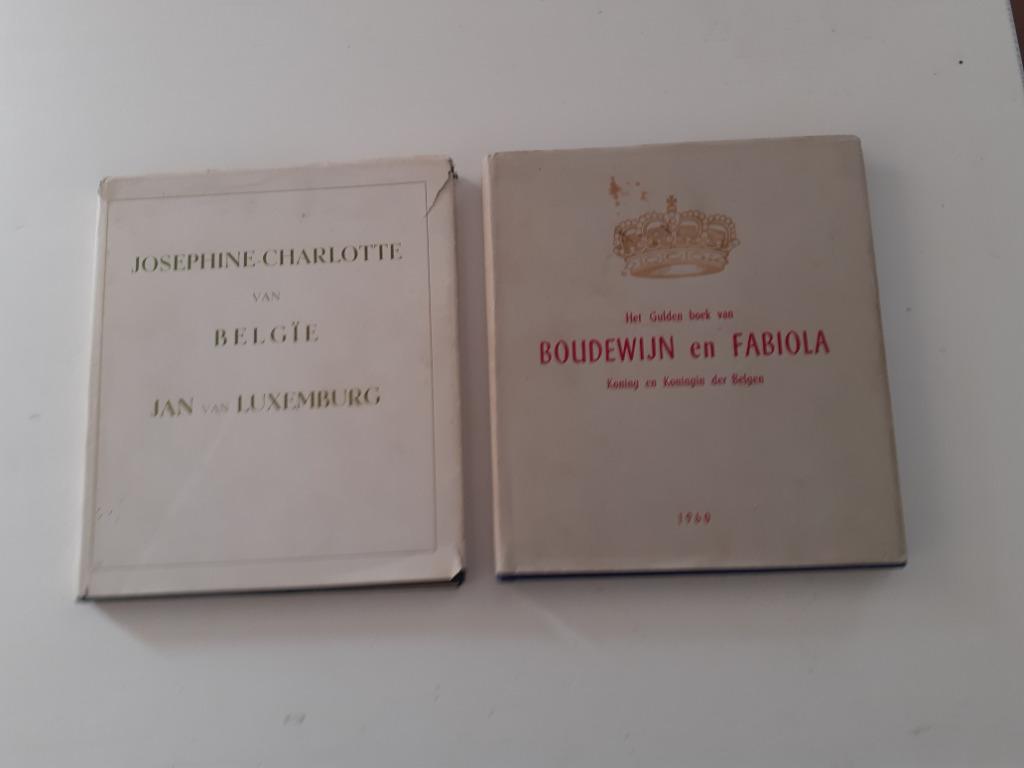 JOSEPHINE-CHARLOTTE
VAN
BELGÏE
JAN VAN LUXEMBURG
Het Gulden boek van
BOUDEWIJN en FABIOLA
Koning en Koningin der Belgen
1960